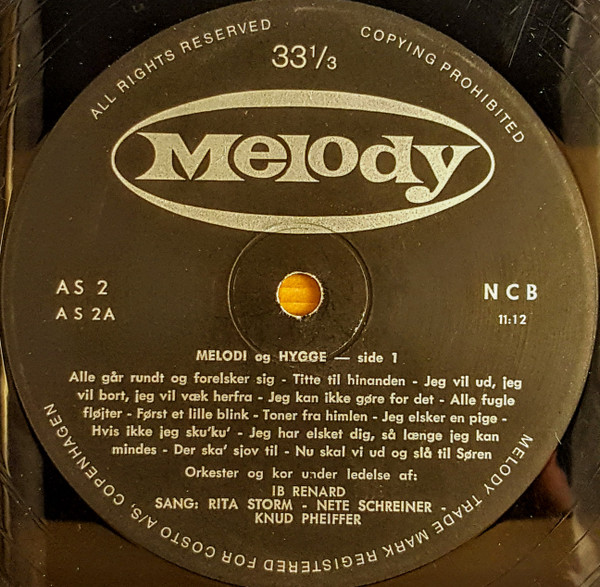 ALL RIGHTS RESERVED
COPYING PROHIBITED
33 1/3
Melody
AS 2
AS 2A
NCB
11:12
MELODI og HYGGE — side 1
Alle går rundt og forelsker sig - Titte til hinanden - Jeg vil ud, jeg
vil bort, jeg vil væk herfra - Jeg kan ikke gøre for det - Alle fugle
fløjter - Først et lille blink - Toner fra himlen - Jeg elsker en pige -
Hvis ikke jeg sku'ku' - Jeg har elsket dig, så længe jeg kan
mindes - Der ska' sjov til - Nu skal vi ud og slå til Søren
Orkester og kor under ledelse af:
IB RENARD
SANG: RITA STORM - NETE SCHREINER -
KNUD PHEIFFER
MELODY TRADE MARK REGISTERED FOR COSTO A/S, COPENHAGEN